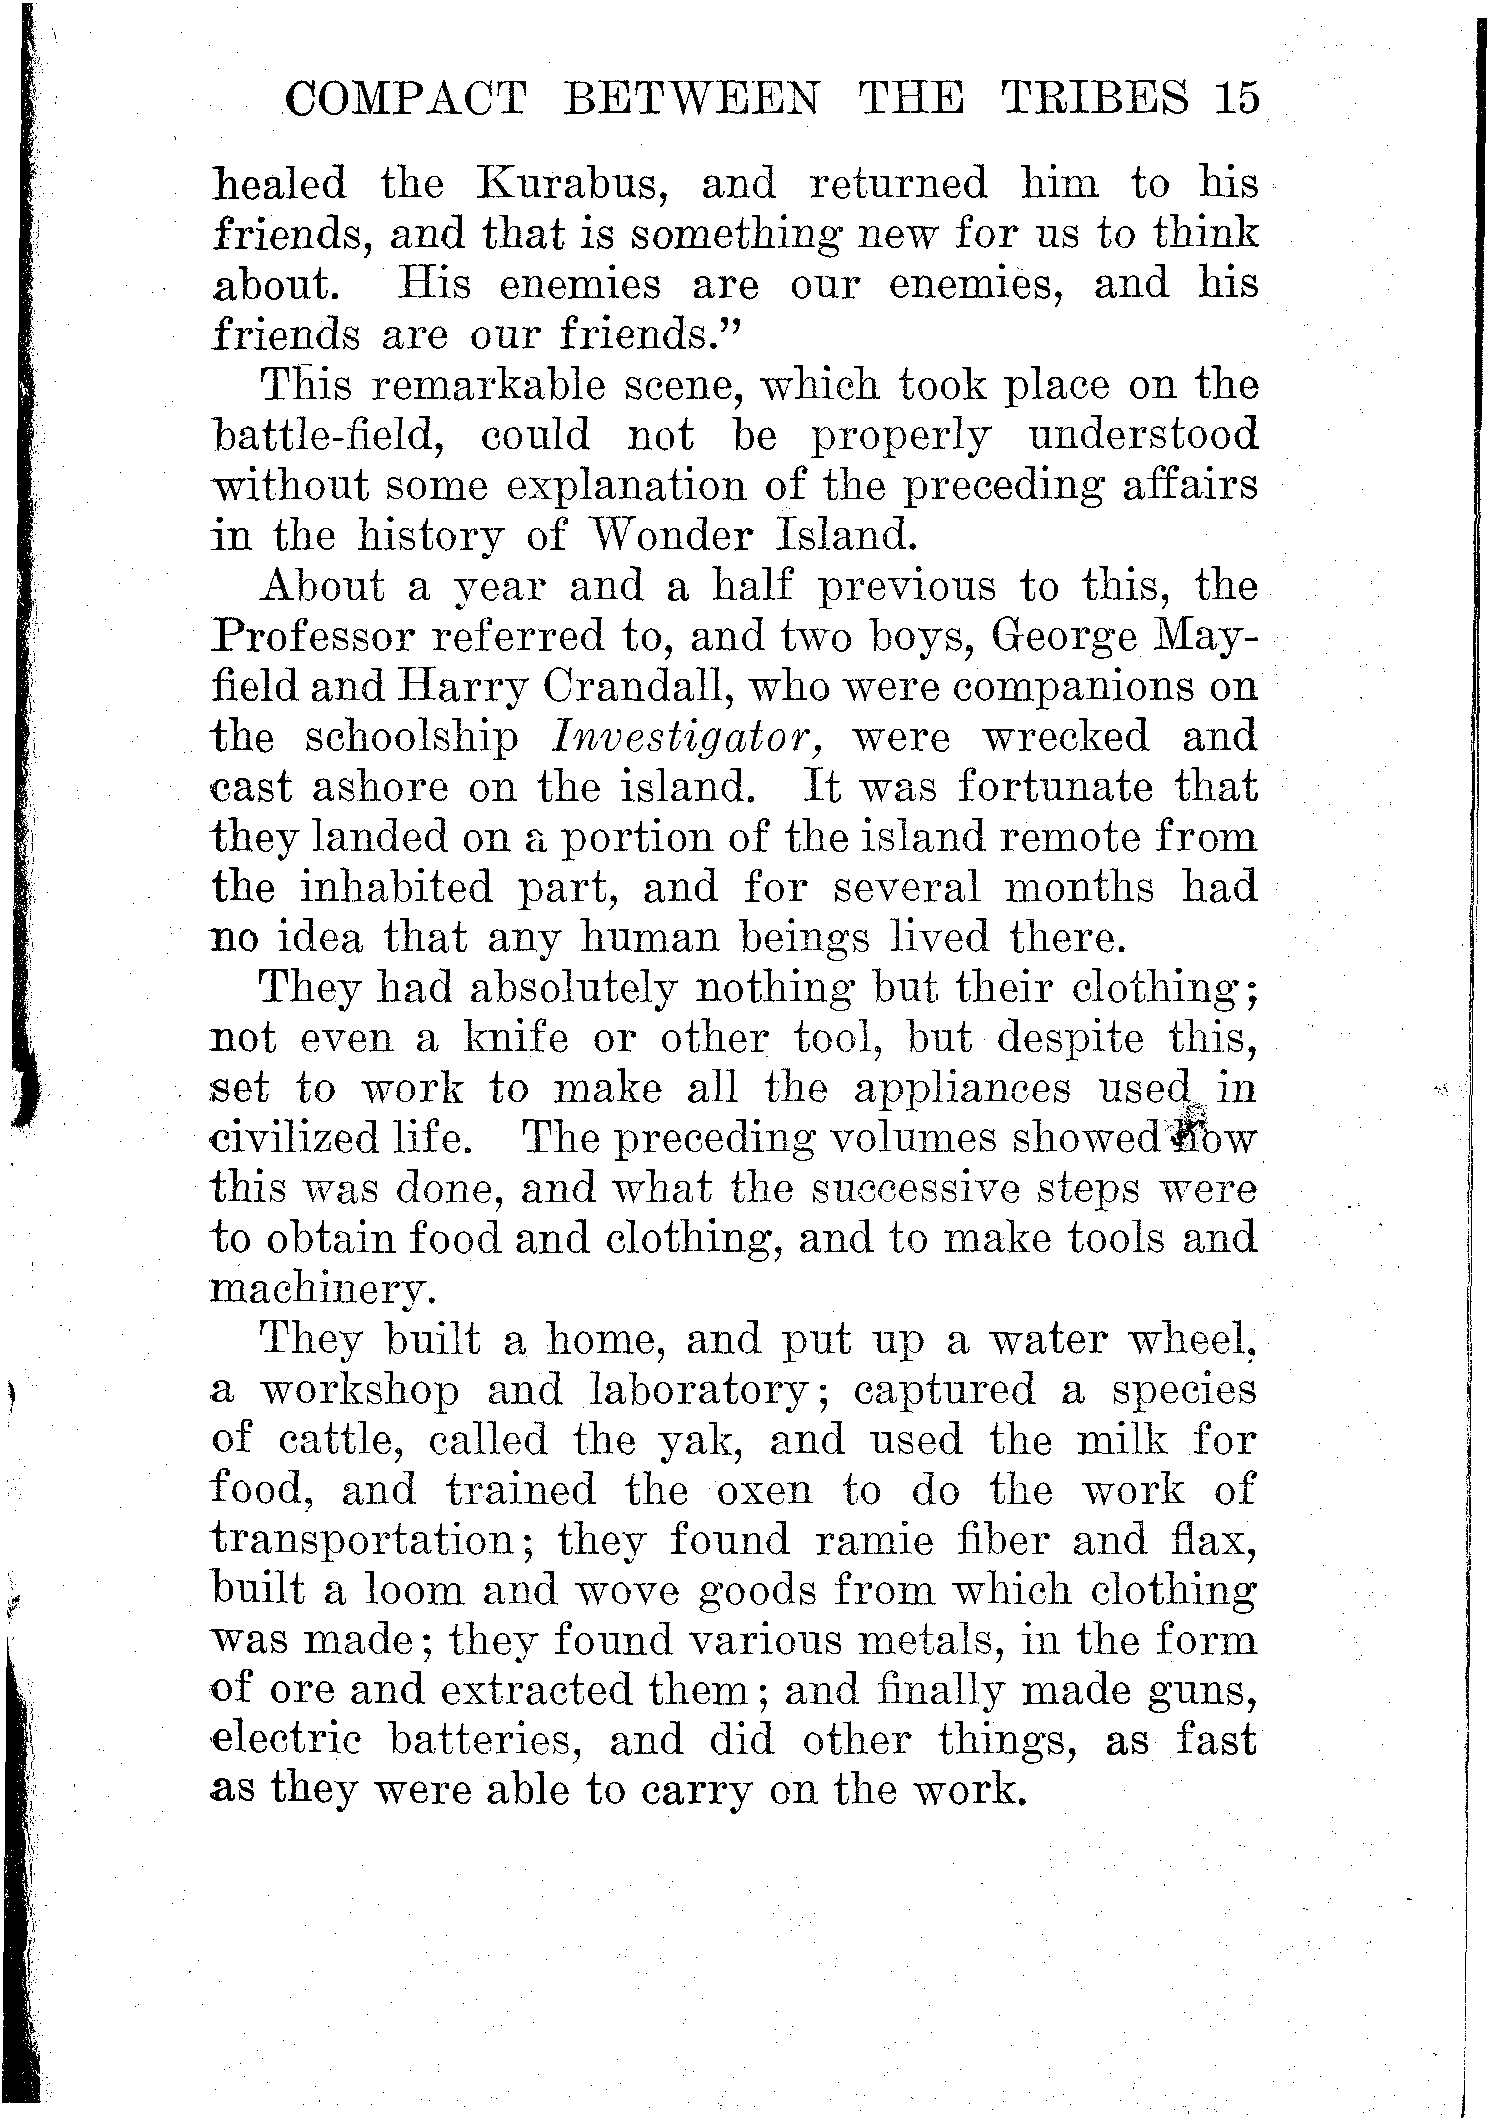 COMPACT BETWEEN THE TRIBES 15
healed the Kurabus, and returned him to his
friends, and that is something new for us to think
about. His enemies are our enemies, and his
friends are our friends.”
This remarkable scene, which took place on the
battle-field, could not be properly understood
without some explanation of the preceding affairs
in the history of Wonder Island.
About a year and a half previous to this, the
Professor referred to, and two boys, George May-
field and Harry Crandall, who were companions on
the schoolship Investigator, were wrecked and
cast ashore on the island. It was fortunate that
they landed on a portion of the island remote from
the inhabited part, and for several months had
no idea that any human beings lived there.
They had absolutely nothing but their clothing;
not even a knife or other tool, but despite this,
set to work to make all the appliances used in
civilized life. The preceding volumes showed how
this was done, and what the successive steps were
to obtain food and clothing, and to make tools and
machinery.
They built a home, and put up a water wheel,
a workshop and laboratory; captured a species
of cattle, called the yak, and used the milk for
food, and trained the oxen to do the work of
transportation; they found ramie fiber and flax,
built a loom and wove goods from which clothing
was made; they found various metals, in the form
of ore and extracted them; and finally made guns,
electric batteries, and did other things, as fast
as they were able to carry on the work.